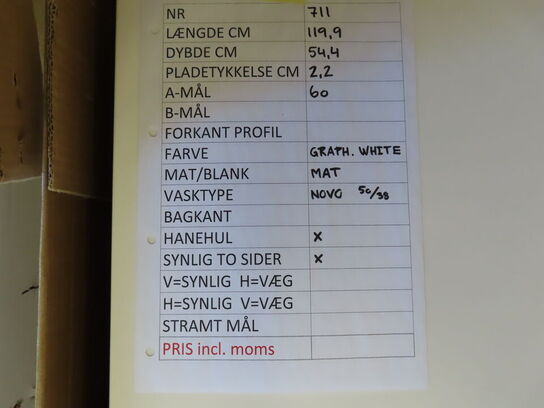 NR 711
LÆNGDE CM 119,9
DYBDE CM 54,4
PLADETYKKELSE CM 2,2
A-MÅL 60
B-MÅL
FORKANT PROFIL
FARVE GRAPH. WHITE
MAT/BLANK MAT
VASKTYPE NOVO 50/38
BAGKANT
HANEHUL X
SYNLIG TO SIDER X
V=SYNLIG H=VÆG
H=SYNLIG V=VÆG
STRAMT MÅL
PRIS incl. moms